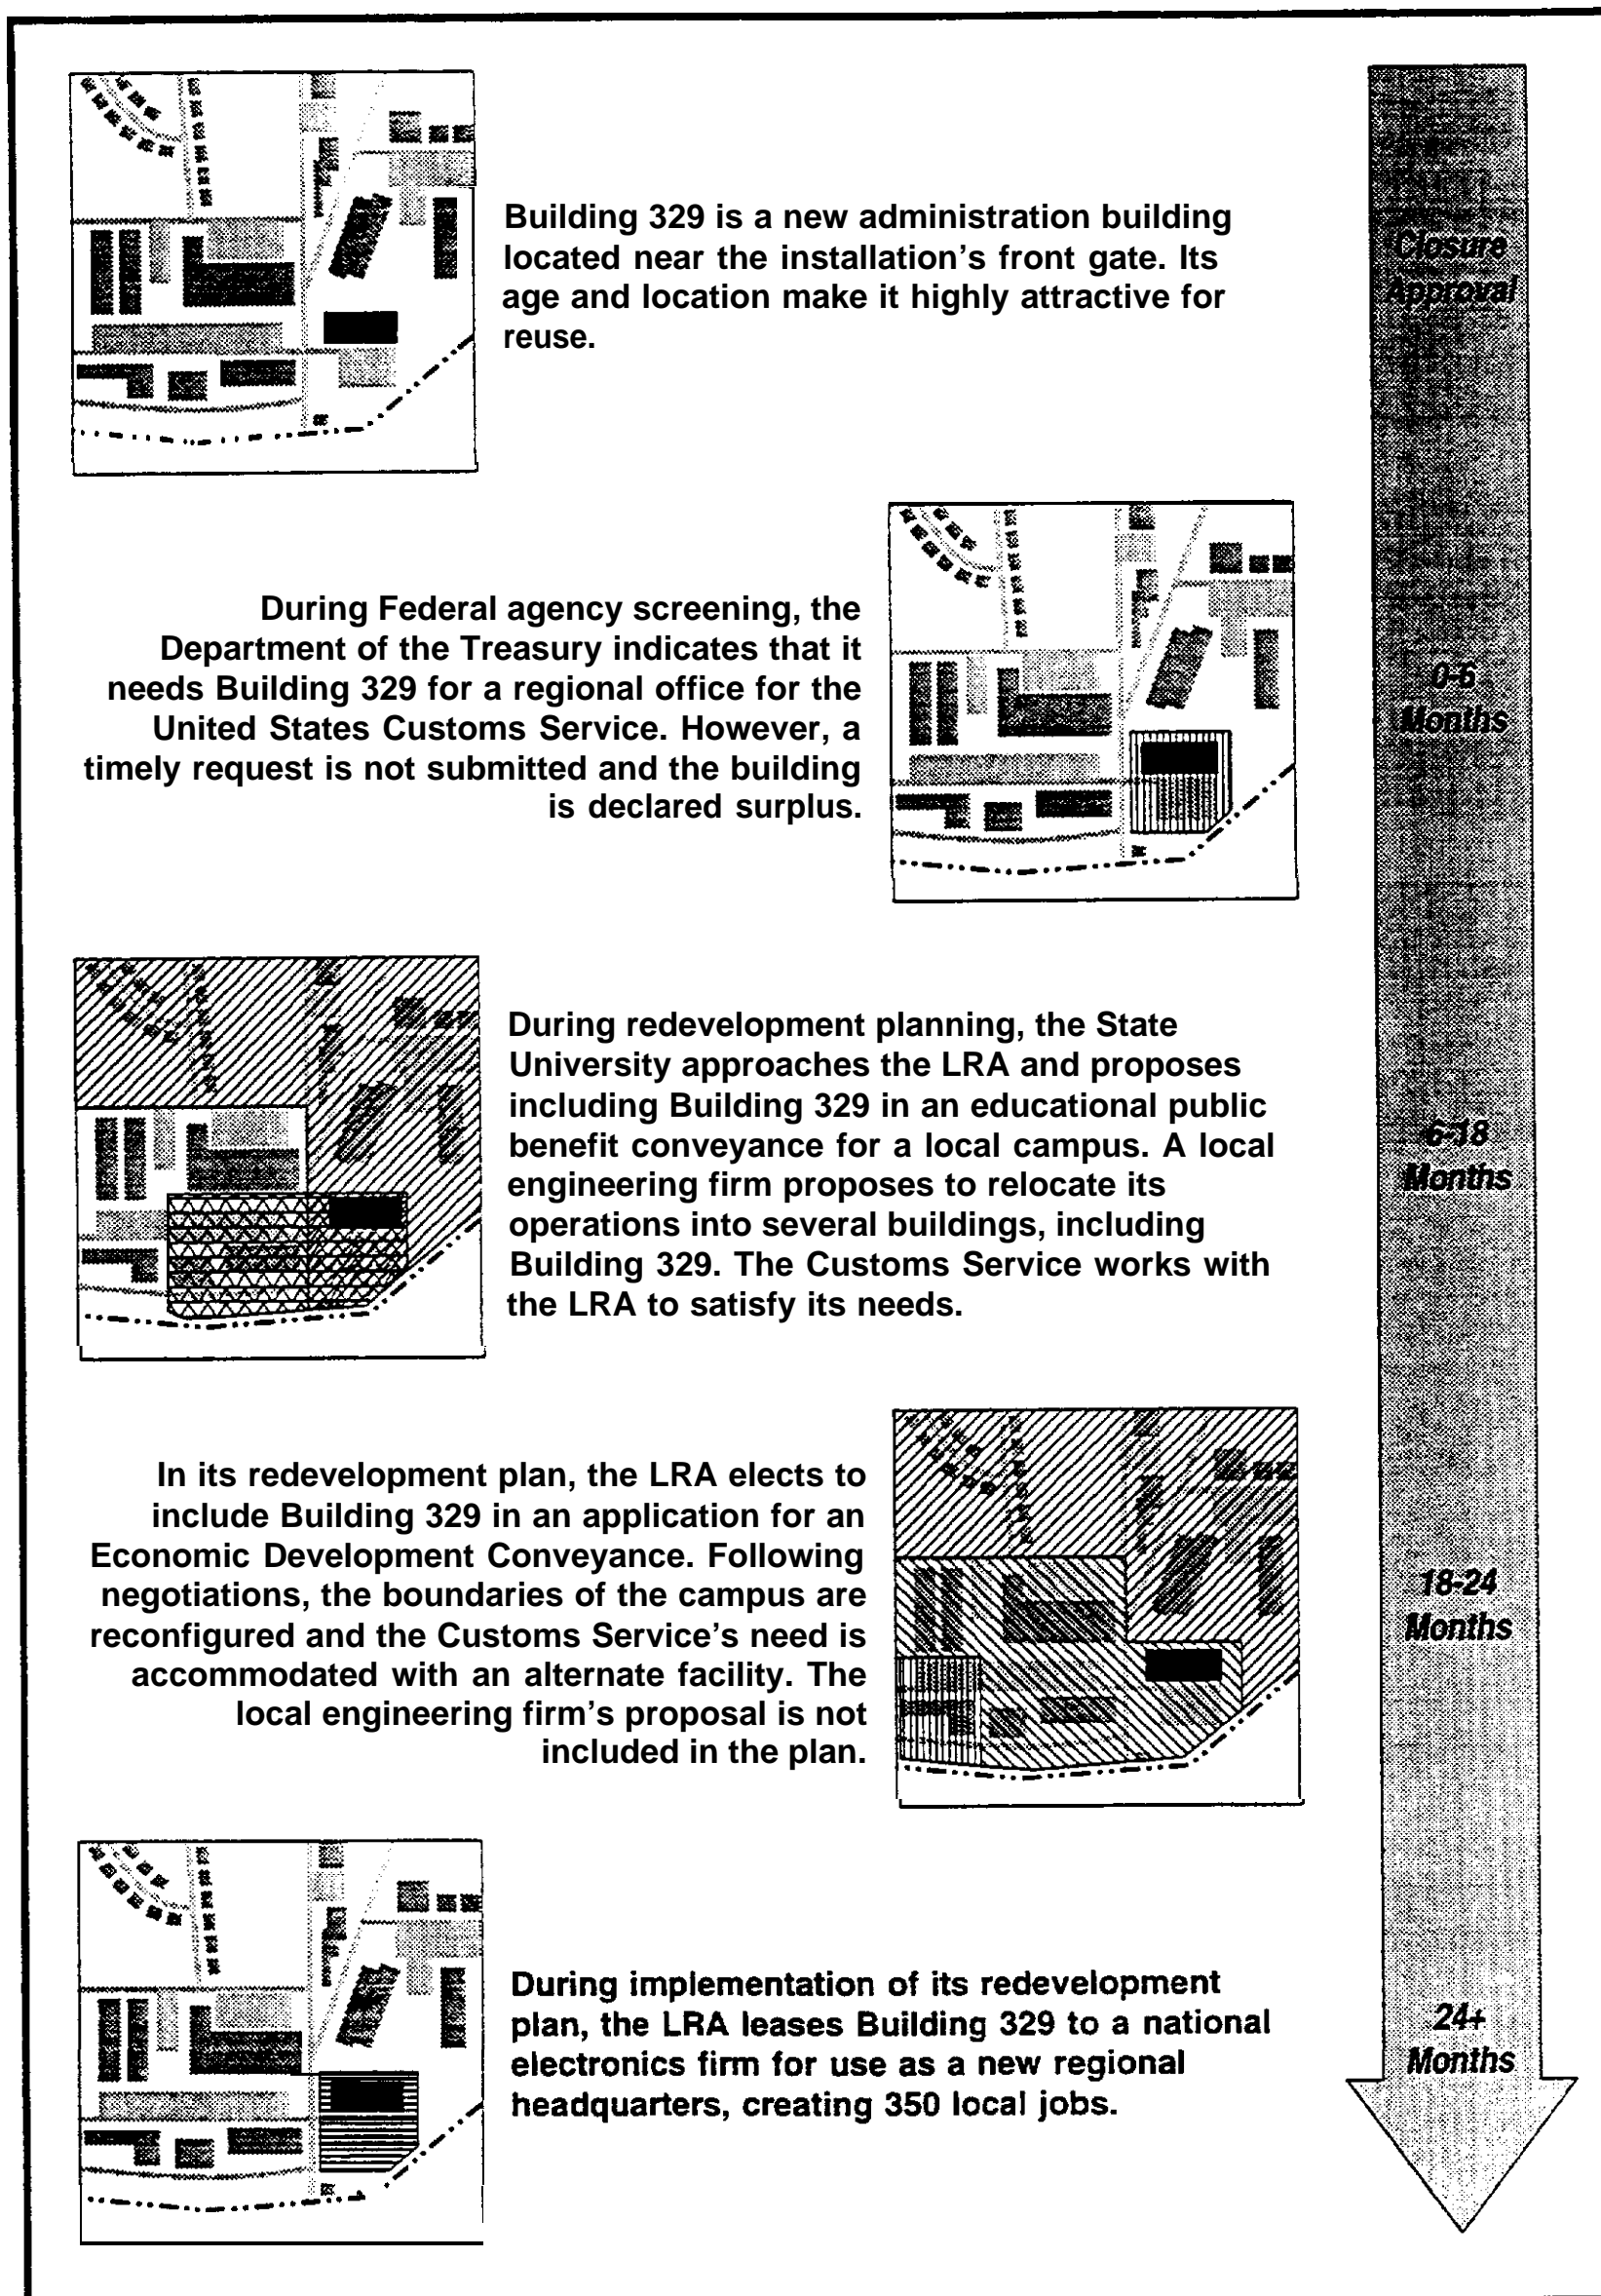 Building 329 is a new administration building
located near the installation's front gate. Its
age and location make it highly attractive for
reuse.
Closure
Approval
During Federal agency screening, the
Department of the Treasury indicates that it
needs Building 329 for a regional office for the
United States Customs Service. However, a
timely request is not submitted and the building
is declared surplus.
0-6
Months
During redevelopment planning, the State
University approaches the LRA and proposes
including Building 329 in an educational public
benefit conveyance for a local campus. A local
engineering firm proposes to relocate its
operations into several buildings, including
Building 329. The Customs Service works with
the LRA to satisfy its needs.
6-18
Months
In its redevelopment plan, the LRA elects to
include Building 329 in an application for an
Economic Development Conveyance. Following
negotiations, the boundaries of the campus are
reconfigured and the Customs Service's need is
accommodated with an alternate facility. The
local engineering firm's proposal is not
included in the plan.
18-24
Months
During implementation of its redevelopment
plan, the LRA leases Building 329 to a national
electronics firm for use as a new regional
headquarters, creating 350 local jobs.
24+
Months